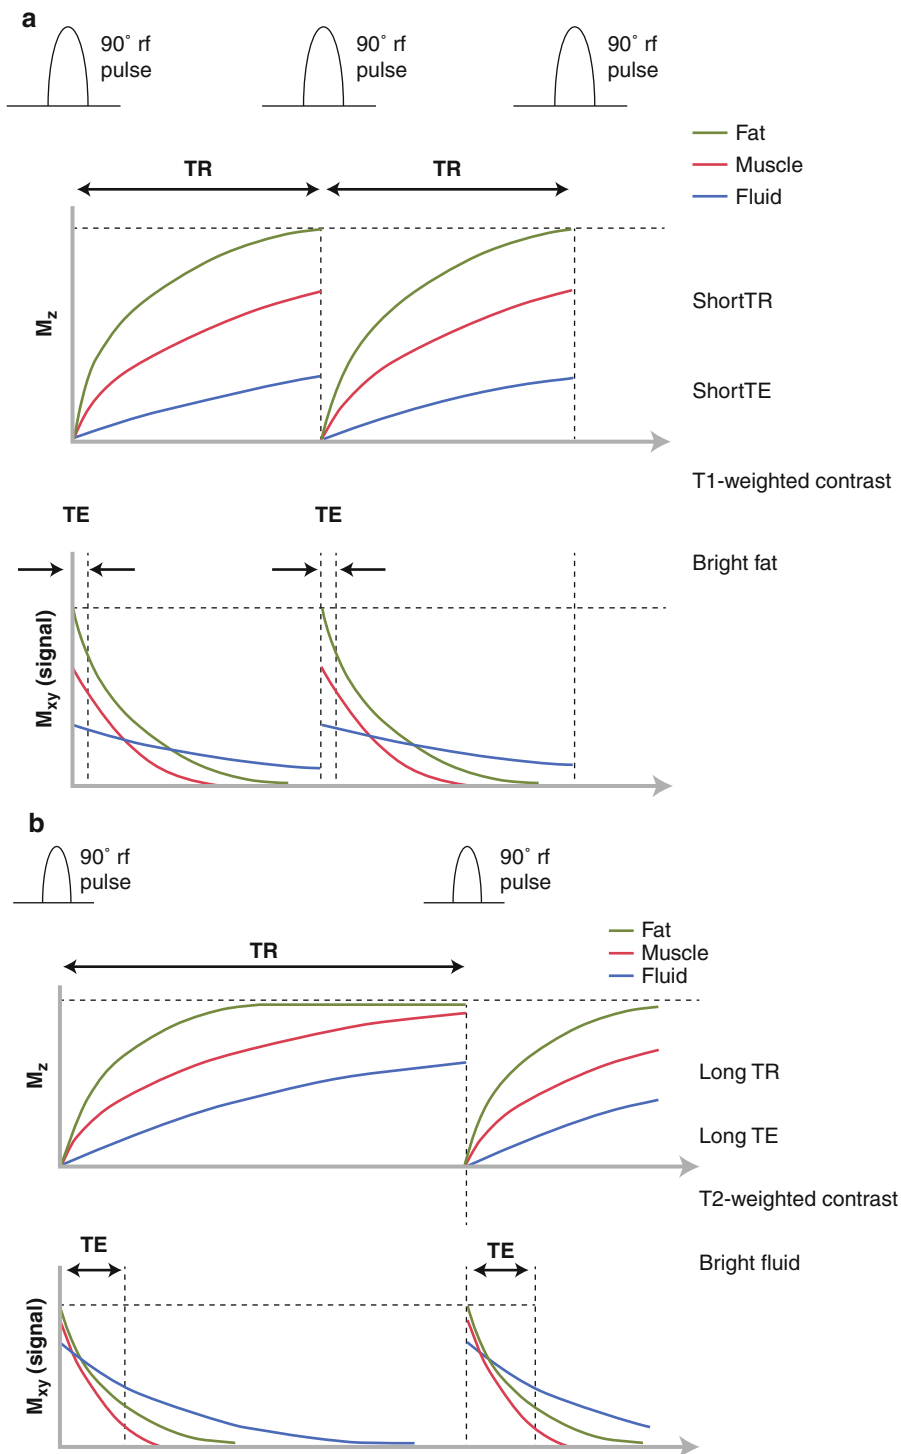 a
90° rf
pulse
90° rf
pulse
90° rf
pulse
Fat
Muscle
Fluid
TR
TR
Mz
ShortTR
ShortTE
T1-weighted contrast
TE
TE
Bright fat
Mxy (signal)
b
90° rf
pulse
90° rf
pulse
Fat
Muscle
Fluid
TR
Mz
Long TR
Long TE
T2-weighted contrast
TE
TE
Bright fluid
Mxy (signal)